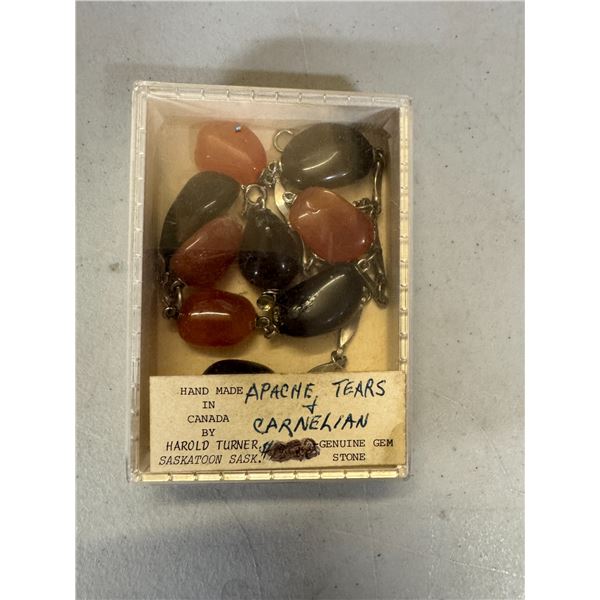 HAND MADE APACHE TEARS
IN +
CANADA CARNELIAN
BY
HAROLD TURNER GENUINE GEM
SASKATOON SASK. STONE